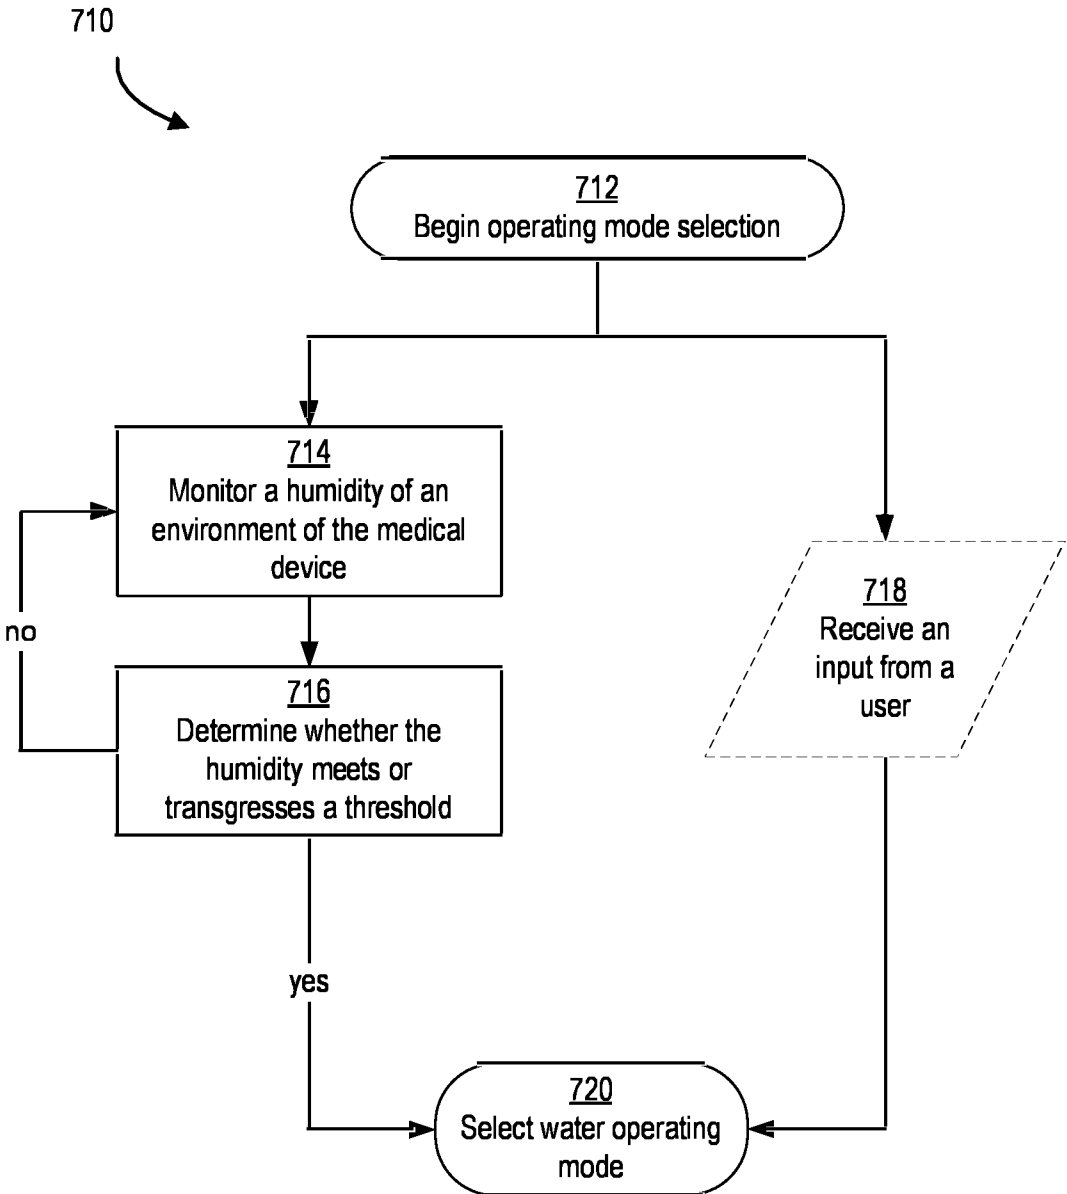 710
712
Begin operating mode selection
714
Monitor a humidity of an
environment of the medical
device
no
716
Determine whether the
humidity meets or
transgresses a threshold
718
Receive an
input from a
user
yes
720
Select water operating
mode